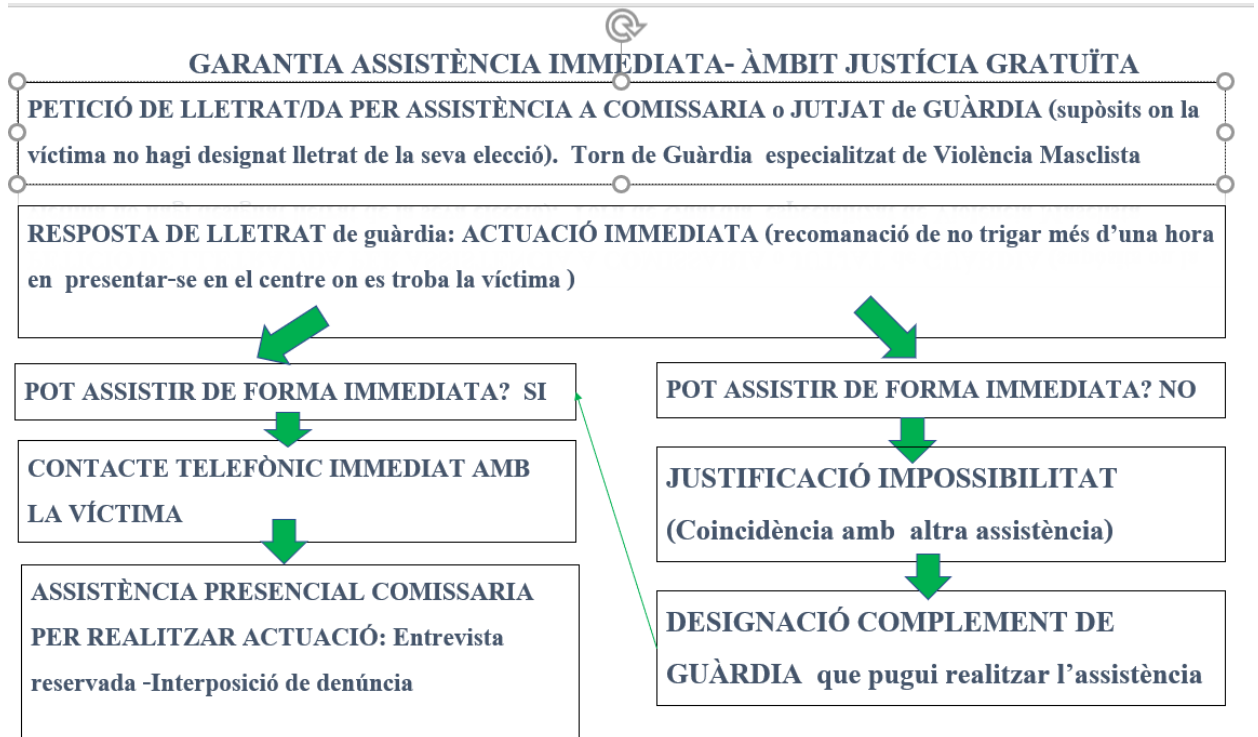 GARANTIA ASSISTÈNCIA IMMEDIATA- ÀMBIT JUSTÍCIA GRATUÏTA
PETICIÓ DE LLETRAT/DA PER ASSISTÈNCIA A COMISSARIA o JUTJAT de GUÀRDIA (supòsits on la
víctima no hagi designat lletrat de la seva elecció).  Torn de Guàrdia  especialitzat de Violència Masclista
RESPOSTA DE LLETRAT de guàrdia: ACTUACIÓ IMMEDIATA (recomanació de no trigar més d’una hora
en  presentar-se en el centre on es troba la víctima )
POT ASSISTIR DE FORMA IMMEDIATA?  SI
CONTACTE TELEFÒNIC IMMEDIAT AMB
LA VÍCTIMA
ASSISTÈNCIA PRESENCIAL COMISSARIA
PER REALITZAR ACTUACIÓ: Entrevista
reservada -Interposició de denúncia
POT ASSISTIR DE FORMA IMMEDIATA? NO
JUSTIFICACIÓ IMPOSSIBILITAT
(Coincidència amb  altra assistència)
DESIGNACIÓ COMPLEMENT DE
GUÀRDIA  que pugui realitzar l’assistència